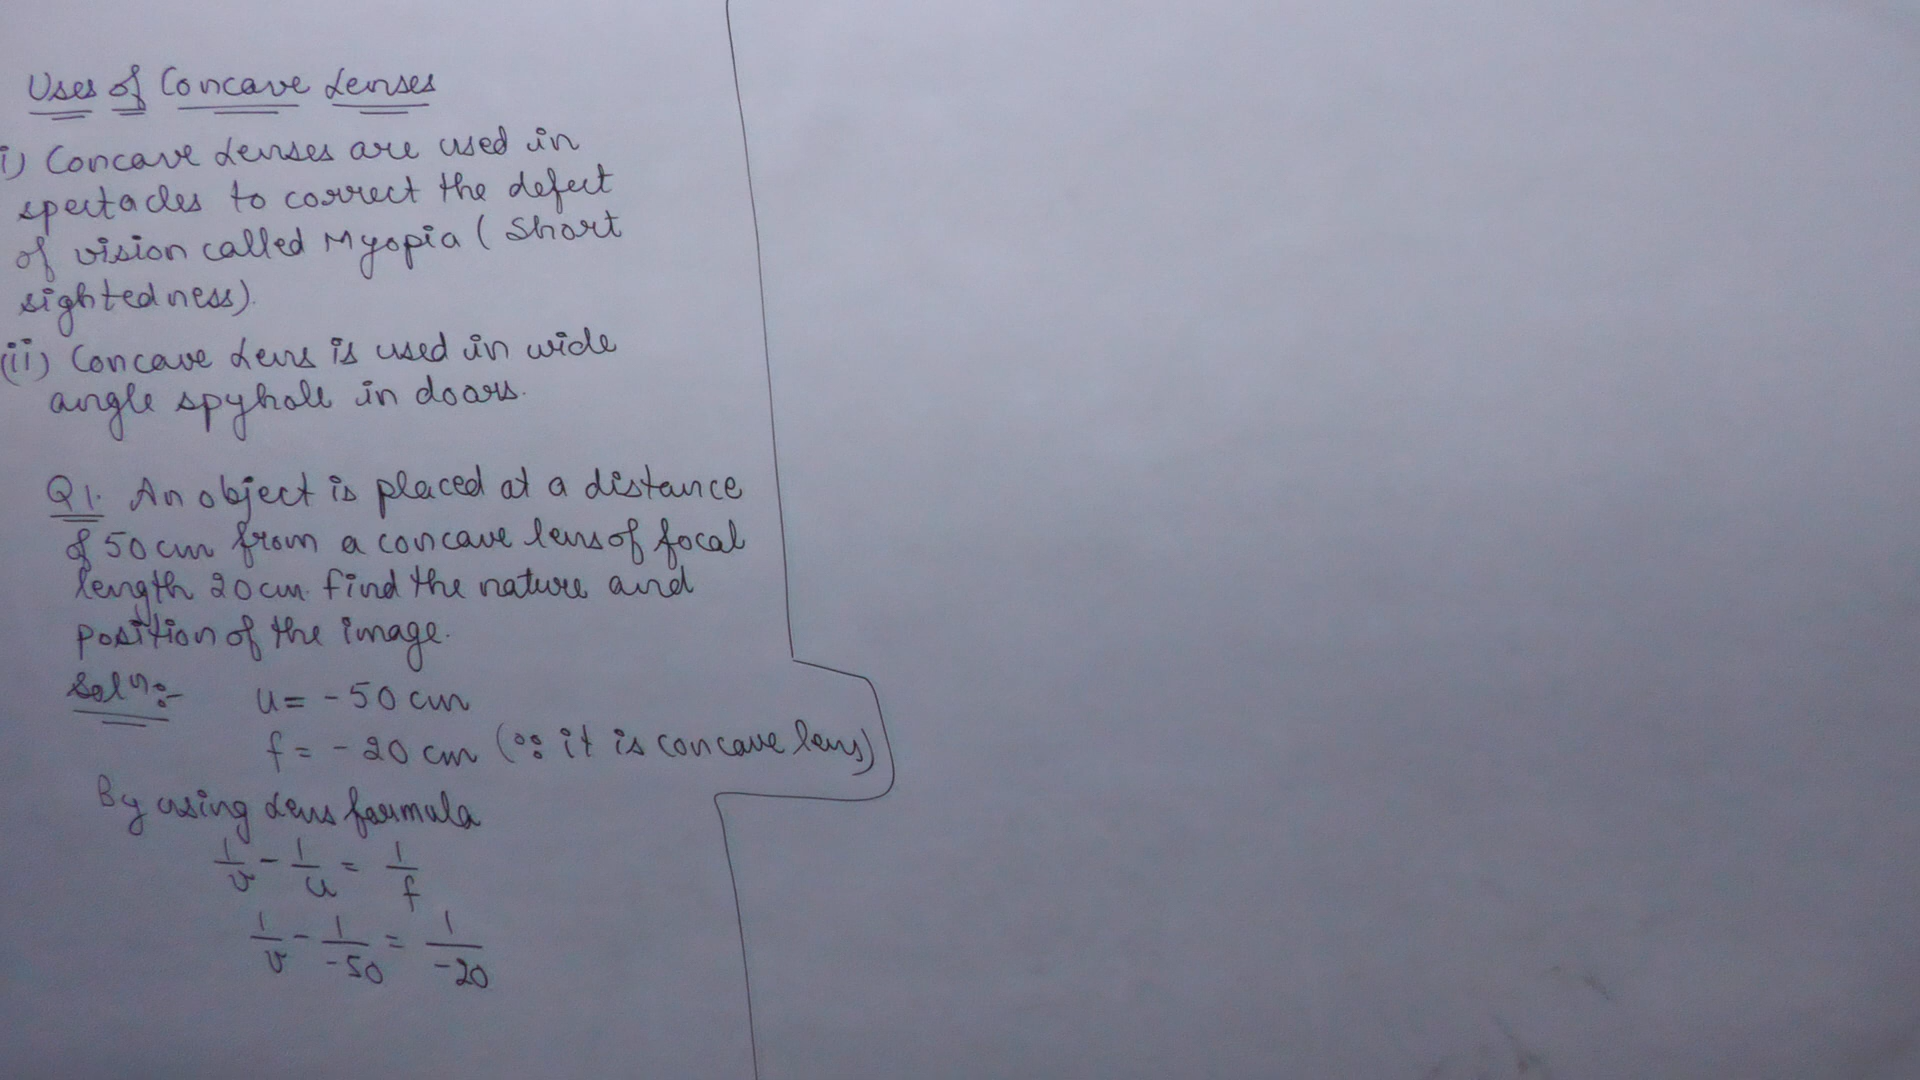 Uses of Concave Lenses
i) Concave Lenses are used in
spectacles to correct the defect
of vision called Myopia ( Short
sightedness).
(ii) Concave Lens is used in wide
angle spyhole in doors.
Q1. An object is placed at a distance
of 50 cm from a concave lens of focal
length 20 cm. find the nature and
position of the image.
Solⁿ:-
u = - 50 cm
f = - 20 cm (∵ it is concave lens)
By using Lens formula
1/v - 1/u = 1/f
1/v - 1/-50 = 1/-20